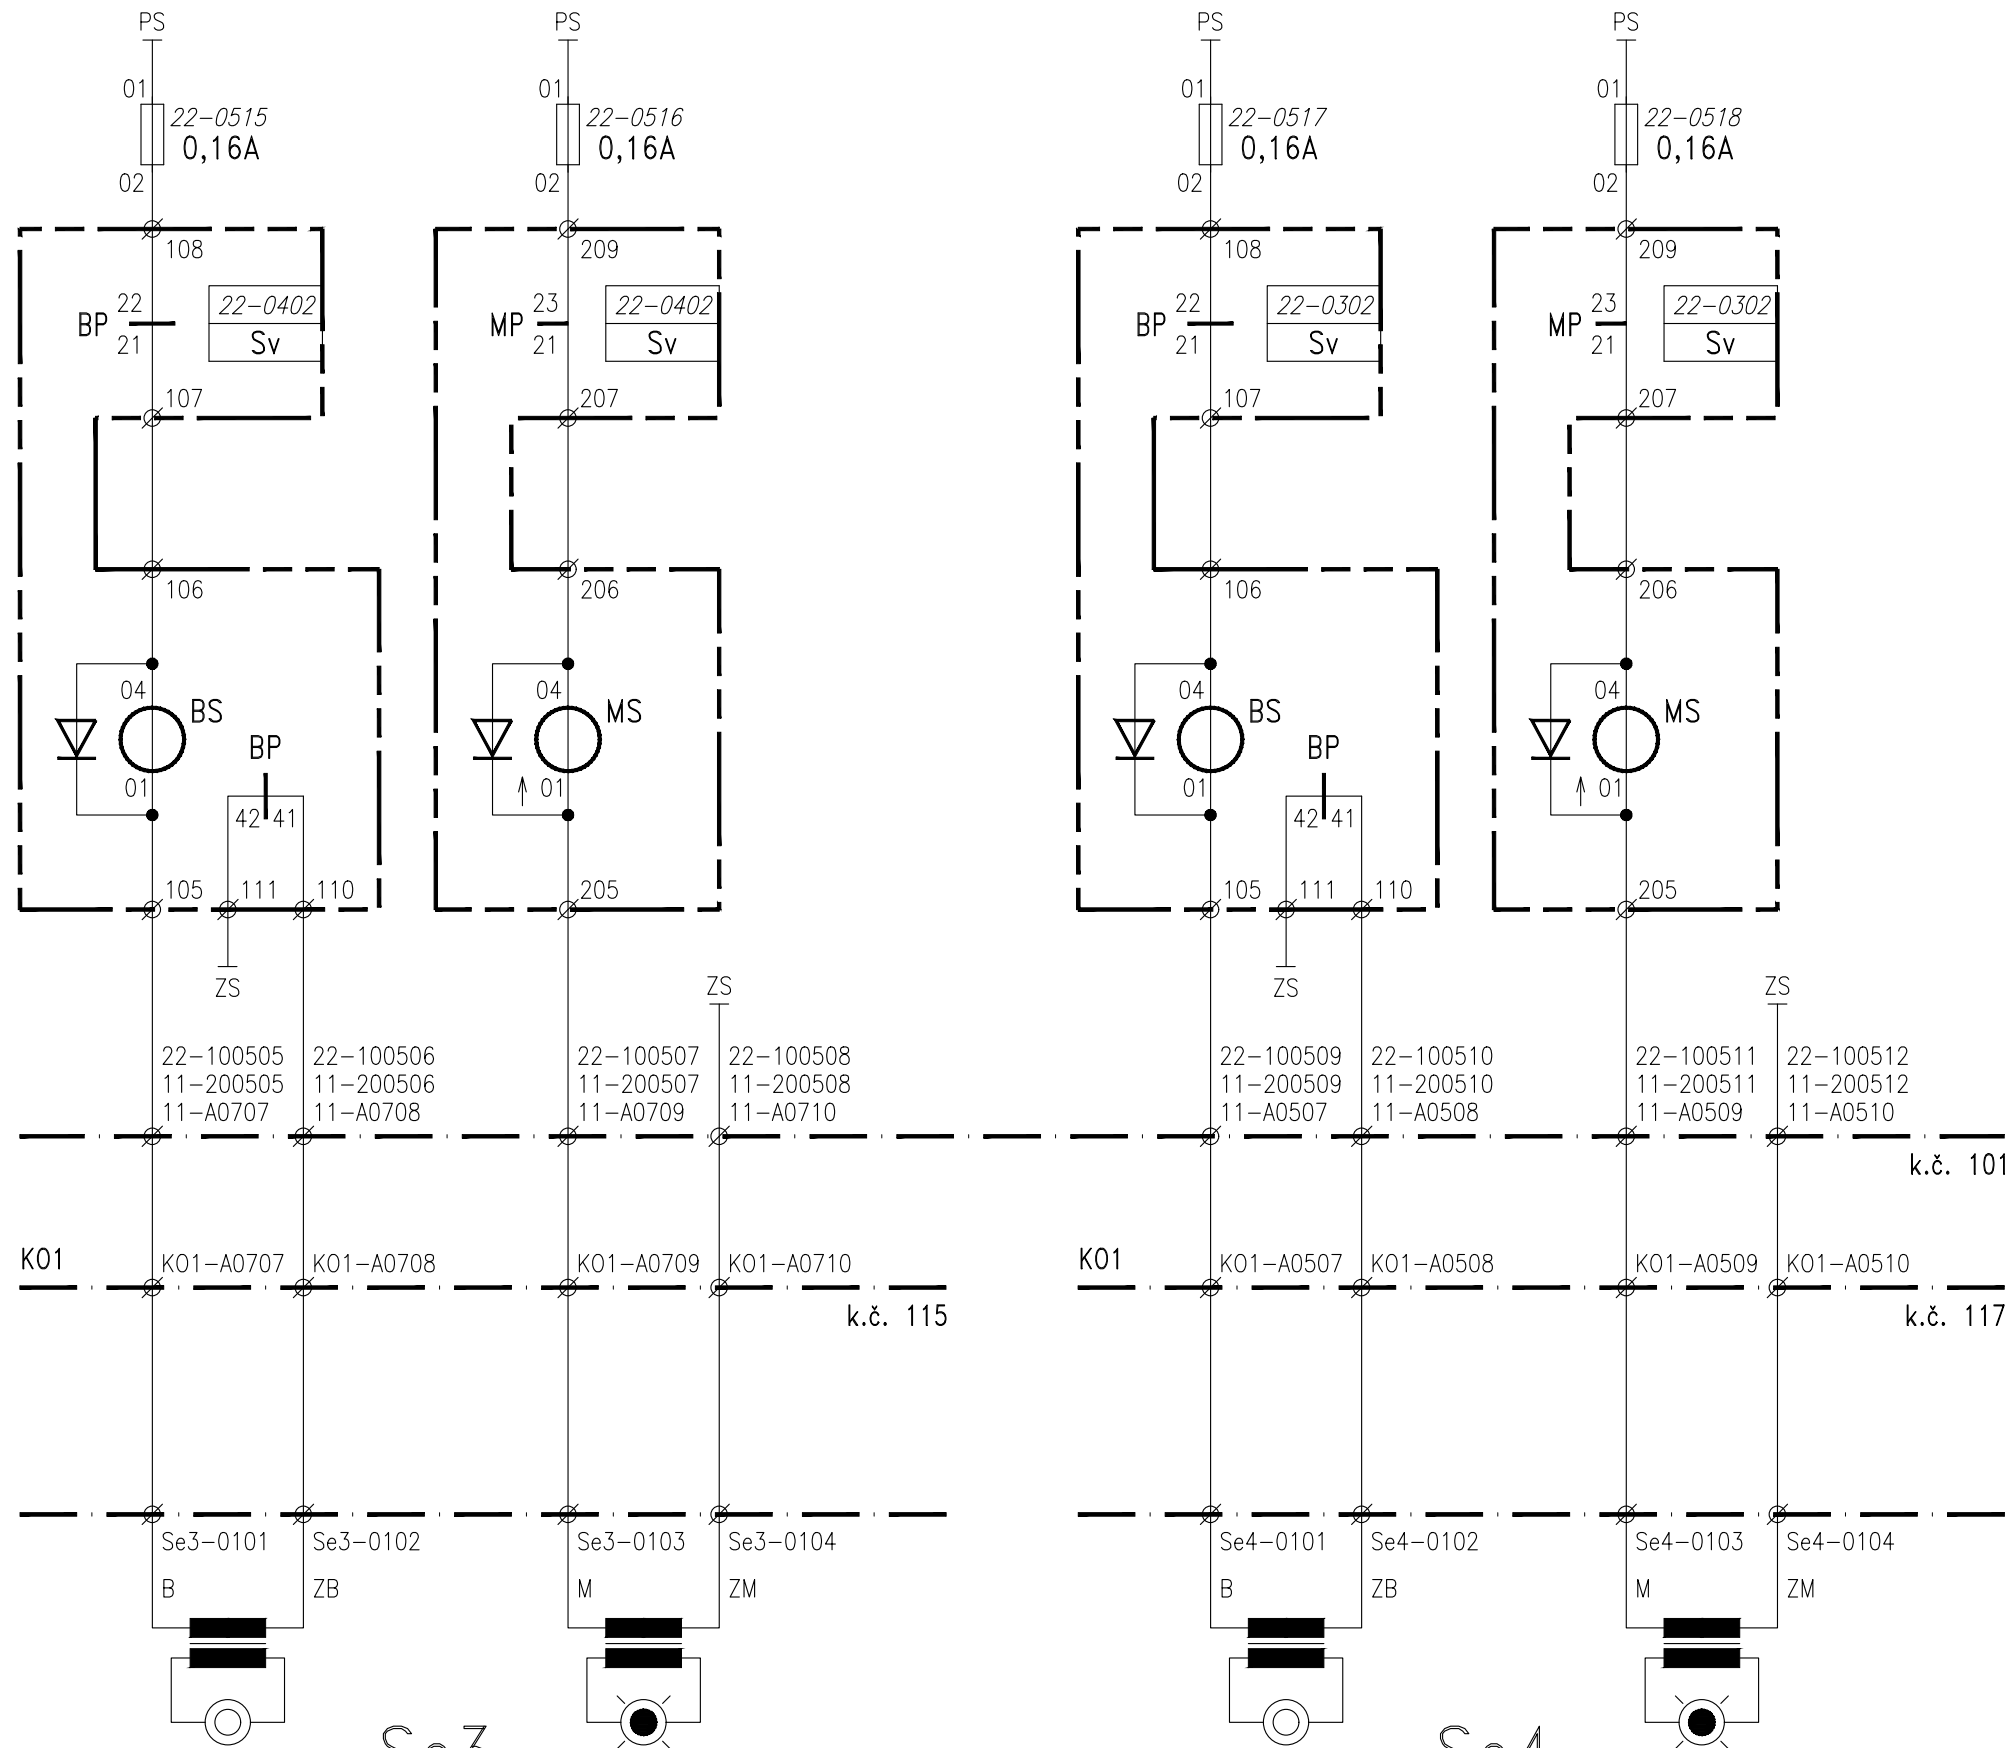 PS PS PS PS
01 01 01 01
22-0515 22-0516 22-0517 22-0518
0,16A 0,16A 0,16A 0,16A
02 02 02 02
108 209 108 209
22 22-0402 23 22-0402 22 22-0302 23 22-0302
BP MP BP MP
21 Sv 21 Sv 21 Sv 21 Sv
107 207 107 207
106 206 106 206
04 04 04 04
BS MS BS MS
BP BP
01 01 01 01
42 41 42 41
105 111 110 205 105 111 110 205
ZS ZS ZS ZS
22-100505 22-100506 22-100507 22-100508 22-100509 22-100510 22-100511 22-100512
11-200505 11-200506 11-200507 11-200508 11-200509 11-200510 11-200511 11-200512
11-A0707 11-A0708 11-A0709 11-A0710 11-A0507 11-A0508 11-A0509 11-A0510
k.č. 101
K01 K01-A0707 K01-A0708 K01-A0709 K01-A0710 K01 K01-A0507 K01-A0508 K01-A0509 K01-A0510
k.č. 115 k.č. 117
Se3-0101 Se3-0102 Se3-0103 Se3-0104 Se4-0101 Se4-0102 Se4-0103 Se4-0104
B ZB M ZM B ZB M ZM
Se3 Se4